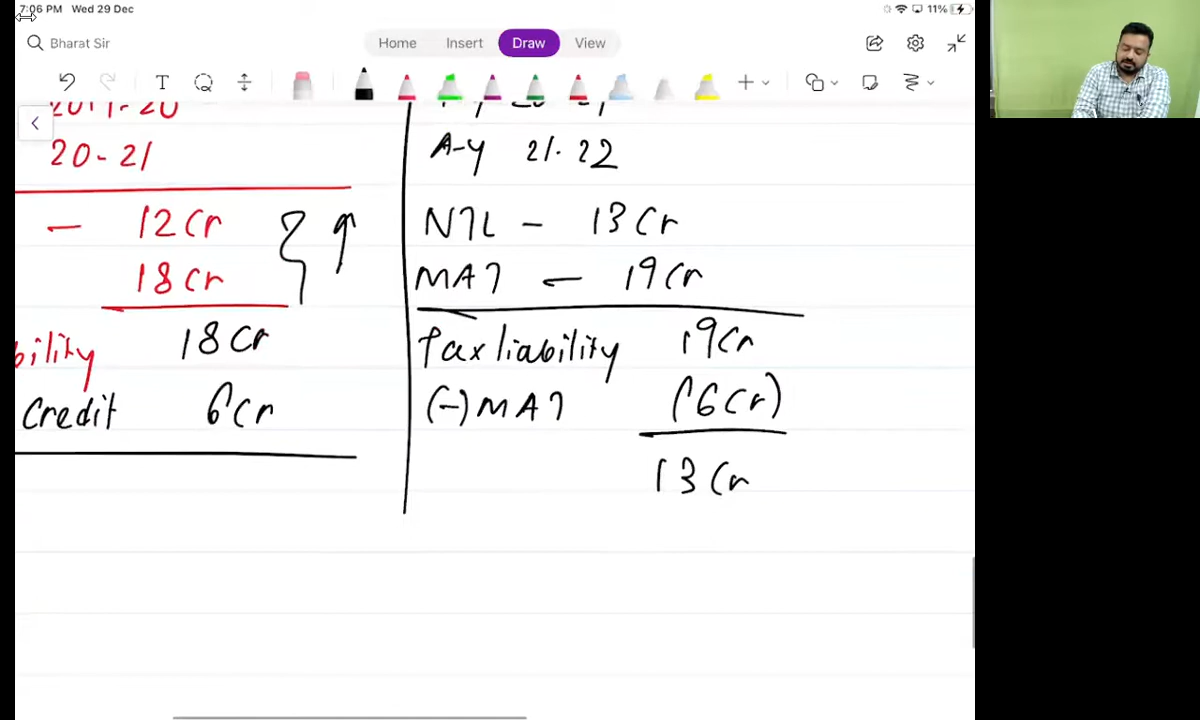 7:06 PM Wed 29 Dec
11%
Bharat Sir
Home Insert Draw View
T
20-21
- 12Cr
18Cr
bility 18Cr
Credit 6Cr
A-y 21-22
NTL - 13Cr
MAT - 19Cr
Tax liability 19Cr
(-) MAT (6Cr)
13Cr